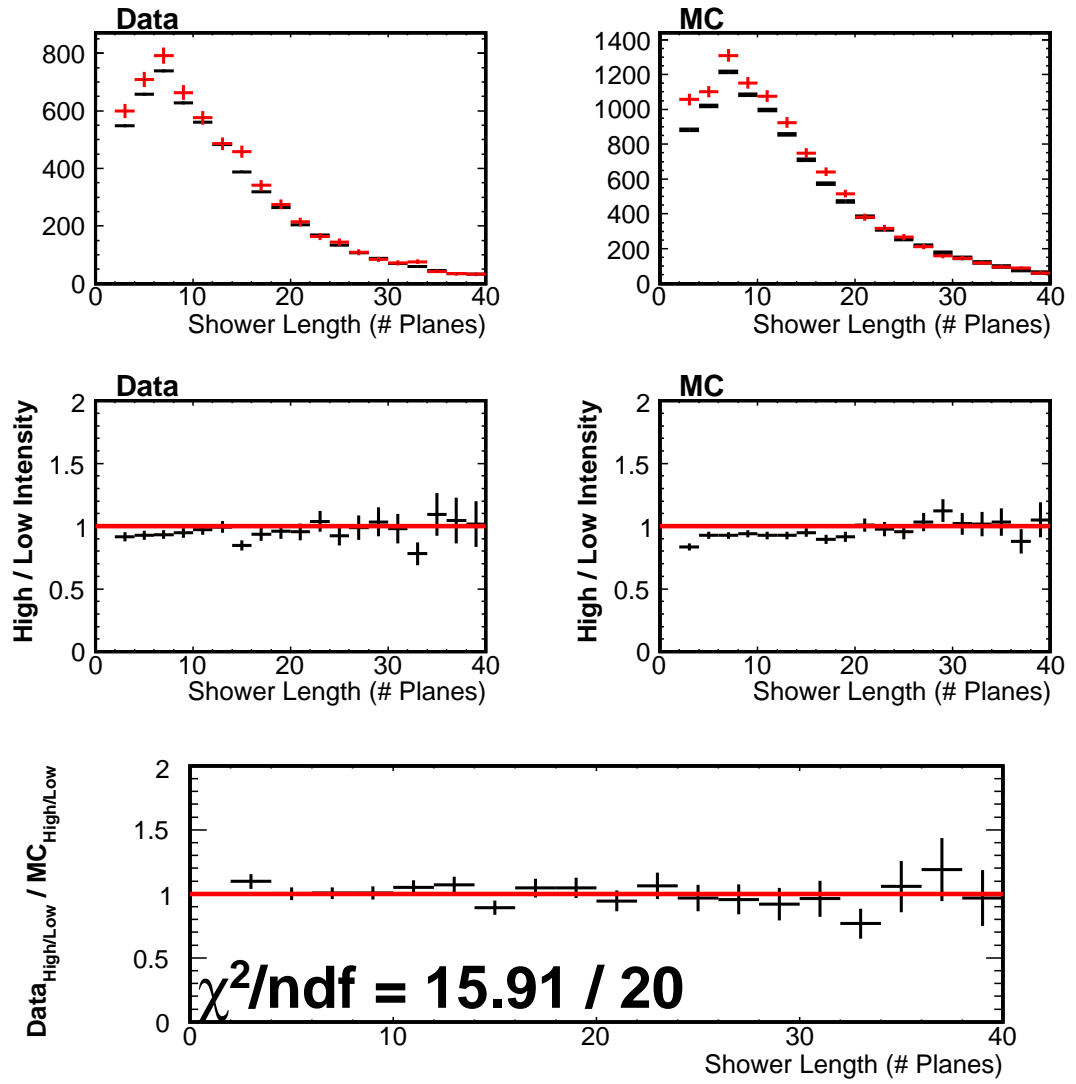 Data
800
600
400
200
0
0 10 20 30 40
Shower Length (# Planes)
MC
1400
1200
1000
800
600
400
200
0
0 10 20 30 40
Shower Length (# Planes)
Data
High / Low Intensity
2
1.5
1
0.5
0
0 10 20 30 40
Shower Length (# Planes)
MC
High / Low Intensity
2
1.5
1
0.5
0
0 10 20 30 40
Shower Length (# Planes)
Data_High/Low / MC_High/Low
2
1.5
1
0.5
0
χ²/ndf = 15.91 / 20
0 10 20 30 40
Shower Length (# Planes)